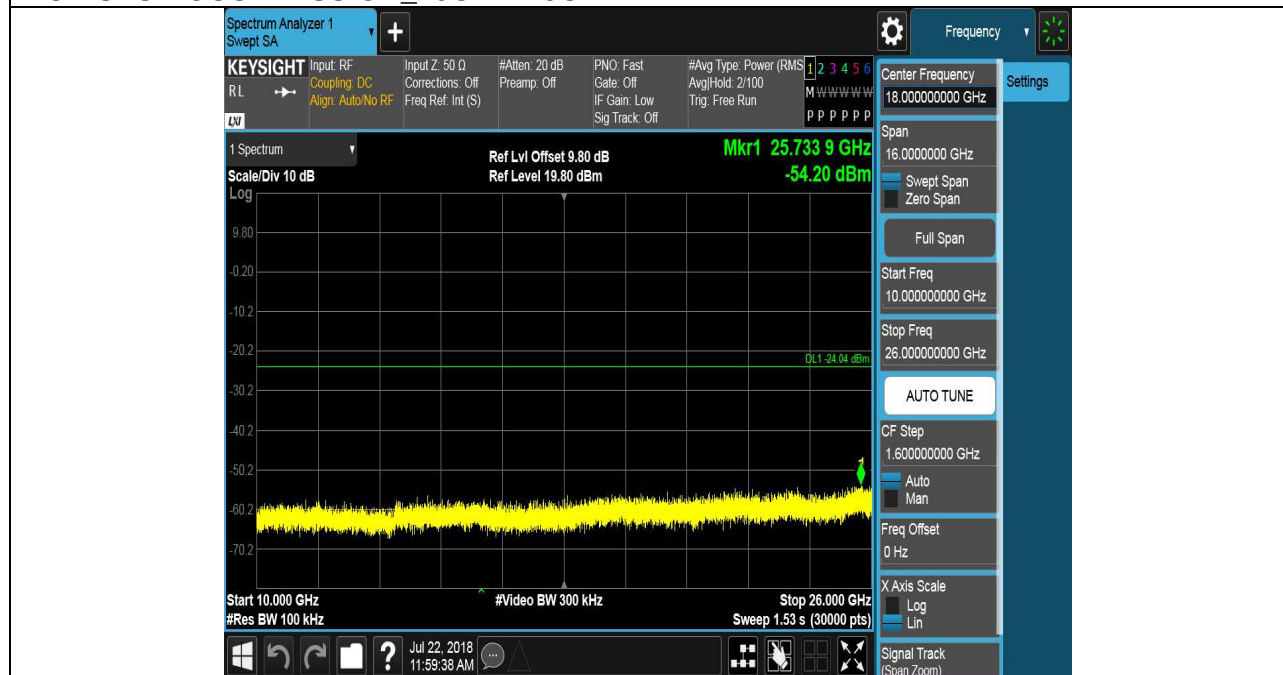 Spectrum Analyzer 1
Swept SA
+
Frequency
KEYSIGHT
RL
LXI
Input: RF
Coupling: DC
Align: Auto/No RF
Input Z: 50 Ω
Corrections: Off
Freq Ref: Int (S)
#Atten: 20 dB
Preamp: Off
PNO: Fast
Gate: Off
IF Gain: Low
Sig Track: Off
#Avg Type: Power (RMS
Avg|Hold: 2/100
Trig: Free Run
1 2 3 4 5 6
M W W W W W
P P P P P P
Center Frequency
18.000000000 GHz
Settings
Span
16.0000000 GHz
Swept Span
Zero Span
Full Span
Start Freq
10.000000000 GHz
Stop Freq
26.000000000 GHz
AUTO TUNE
CF Step
1.600000000 GHz
Auto
Man
Freq Offset
0 Hz
X Axis Scale
Log
Lin
Signal Track
(Span Zoom)
1 Spectrum
Scale/Div 10 dB
Log
Ref Lvl Offset 9.80 dB
Ref Level 19.80 dBm
Mkr1 25.733 9 GHz
-54.20 dBm
9.80
-0.20
-10.2
-20.2
DL1 -24.04 dBm
-30.2
-40.2
-50.2
1
-60.2
-70.2
Start 10.000 GHz
#Res BW 100 kHz
#Video BW 300 kHz
Stop 26.000 GHz
Sweep 1.53 s (30000 pts)
?
Jul 22, 2018
11:59:38 AM